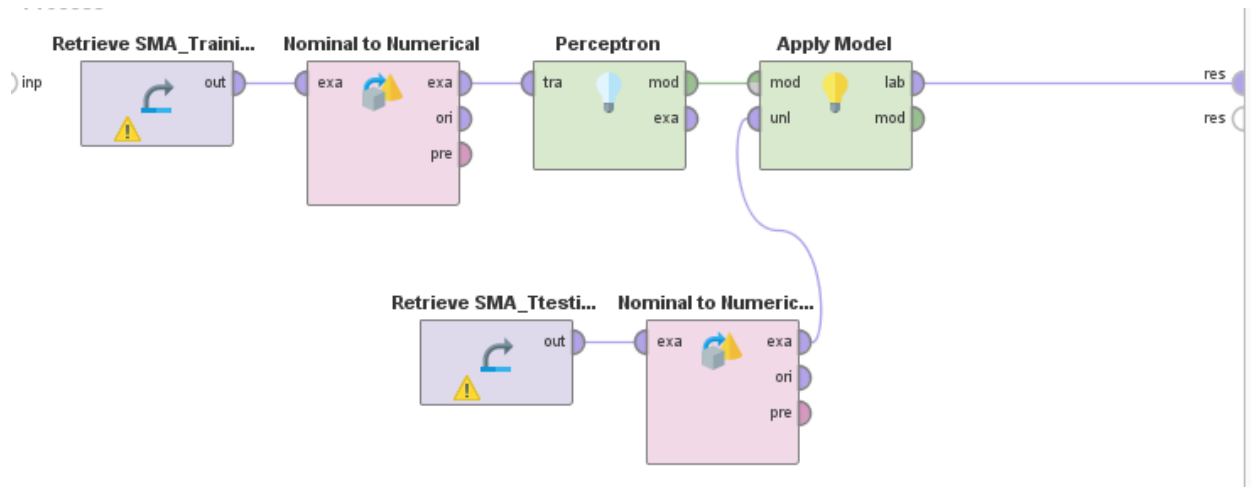 Retrieve SMA_Traini...
Nominal to Numerical
Perceptron
Apply Model
inp
out
exa
exa
ori
pre
tra
mod
exa
mod
unl
lab
mod
res
res
Retrieve SMA_Ttesti...
Nominal to Numeric...
out
exa
exa
ori
pre